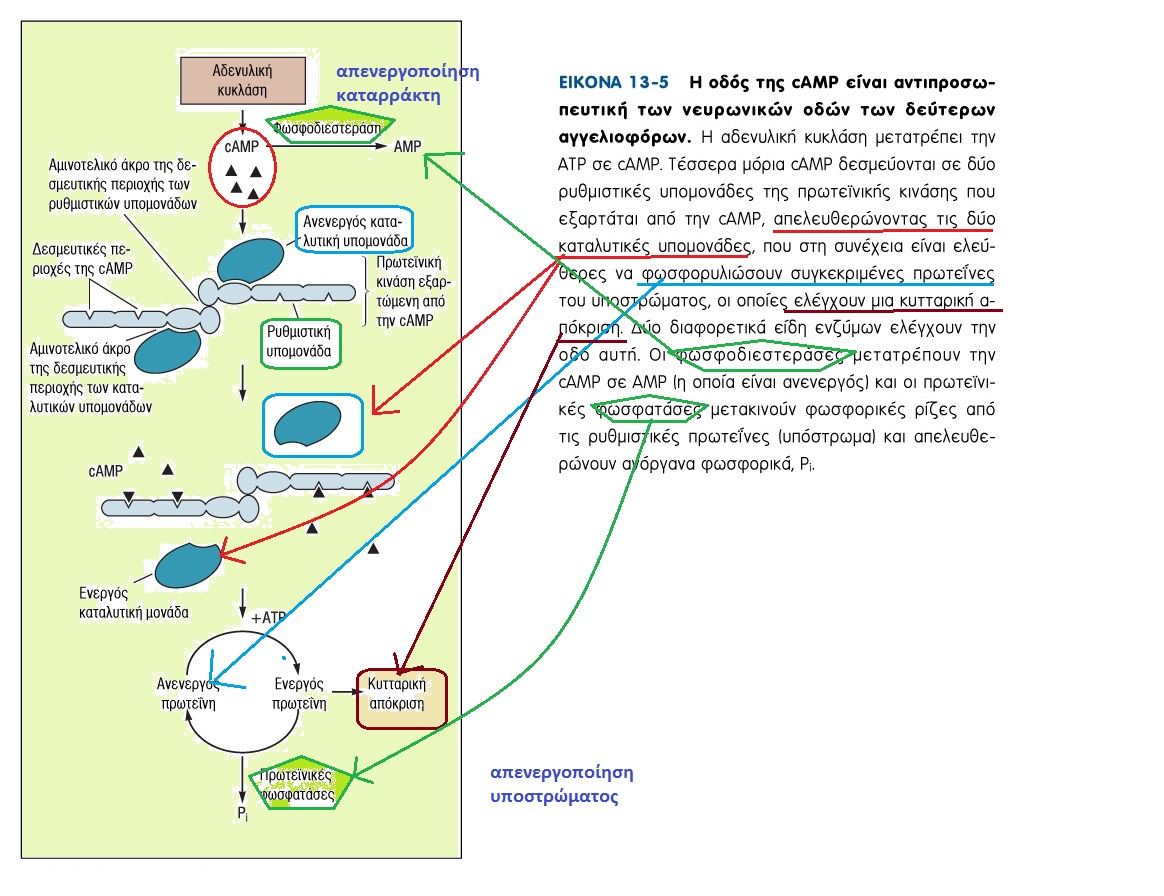 Αδενυλική
κυκλάση
απενεργοποίηση
καταρράκτη
Φωσφοδιεστεράση
cAMP
AMP
Αμινοτελικό άκρο της δε-
σμευτικής περιοχής των
ρυθμιστικών υπομονάδων
Ανενεργός κατα-
λυτική υπομονάδα
Δεσμευτικές πε-
ριοχές της cAMP
Πρωτεϊνική
κινάση εξαρ-
τώμενη από
την cAMP
Ρυθμιστική
υπομονάδα
Αμινοτελικό άκρο
της δεσμευτικής
περιοχής των κατα-
λυτικών υπομονάδων
cAMP
Ενεργός
καταλυτική μονάδα
+ATP
Ανενεργός
πρωτεΐνη
Ενεργός
πρωτεΐνη
Κυτταρική
απόκριση
Πρωτεϊνικές
φωσφατάσες
Pi
απενεργοποίηση
υποστρώματος
ΕΙΚΟΝΑ 13-5 Η οδός της cAMP είναι αντιπροσω-
πευτική των νευρωνικών οδών των δεύτερων
αγγελιοφόρων. Η αδενυλική κυκλάση μετατρέπει την
ATP σε cAMP. Τέσσερα μόρια cAMP δεσμεύονται σε δύο
ρυθμιστικές υπομονάδες της πρωτεϊνικής κινάσης που
εξαρτάται από την cAMP, απελευθερώνοντας τις δύο
καταλυτικές υπομονάδες, που στη συνέχεια είναι ελεύ-
θερες να φωσφορυλιώσουν συγκεκριμένες πρωτεΐνες
του υποστρώματος, οι οποίες ελέγχουν μια κυτταρική α-
πόκριση. Δύο διαφορετικά είδη ενζύμων ελέγχουν την
οδό αυτή. Οι φωσφοδιεστεράσες μετατρέπουν την
cAMP σε AMP (η οποία είναι ανενεργός) και οι πρωτεϊνι-
κές φωσφατάσες μετακινούν φωσφορικές ρίζες από
τις ρυθμιστικές πρωτεΐνες (υπόστρωμα) και απελευθε-
ρώνουν ανόργανα φωσφορικά, Pi.